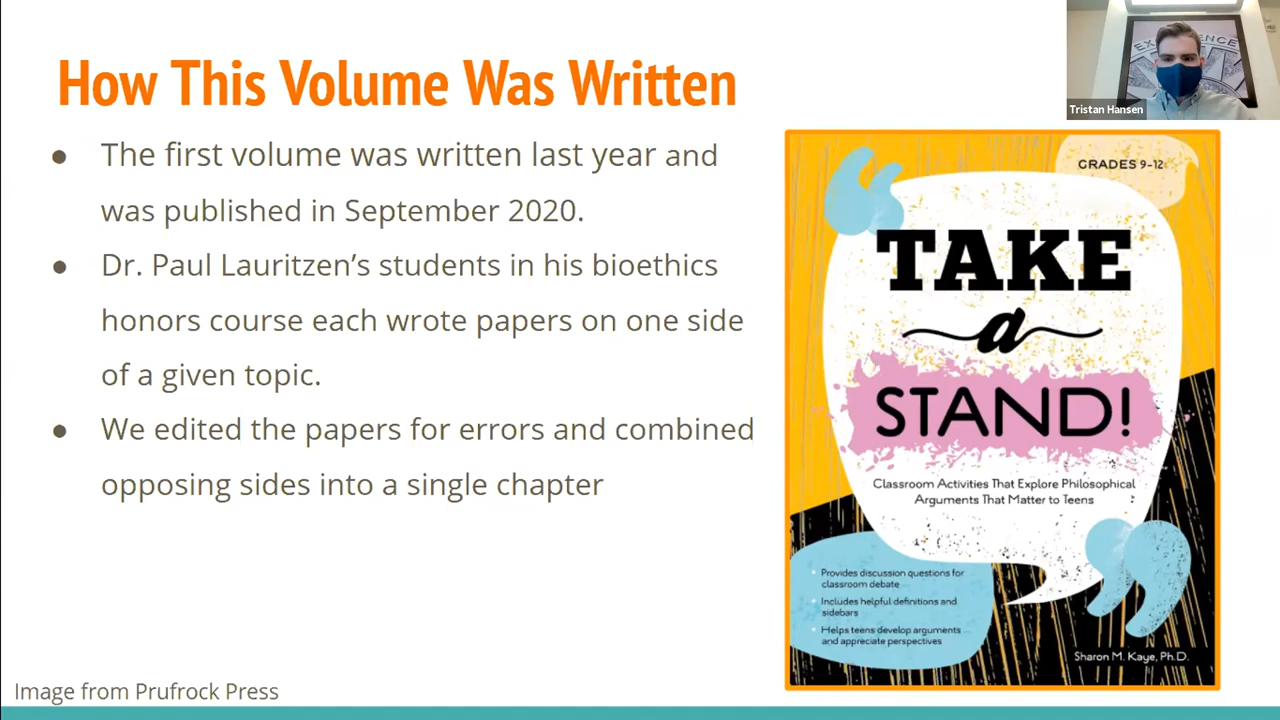 How This Volume Was Written
● The first volume was written last year and
was published in September 2020.
● Dr. Paul Lauritzen’s students in his bioethics
honors course each wrote papers on one side
of a given topic.
● We edited the papers for errors and combined
opposing sides into a single chapter
Image from Prufrock Press
Tristan Hansen
GRADES 9-12
TAKE
a
STAND!
Classroom Activities That Explore Philosophical
Arguments That Matter to Teens
• Provides discussion questions for
classroom debate
• Includes helpful definitions and
sidebars
• Helps teens develop arguments
and appreciate perspectives
Sharon M. Kaye, Ph.D.